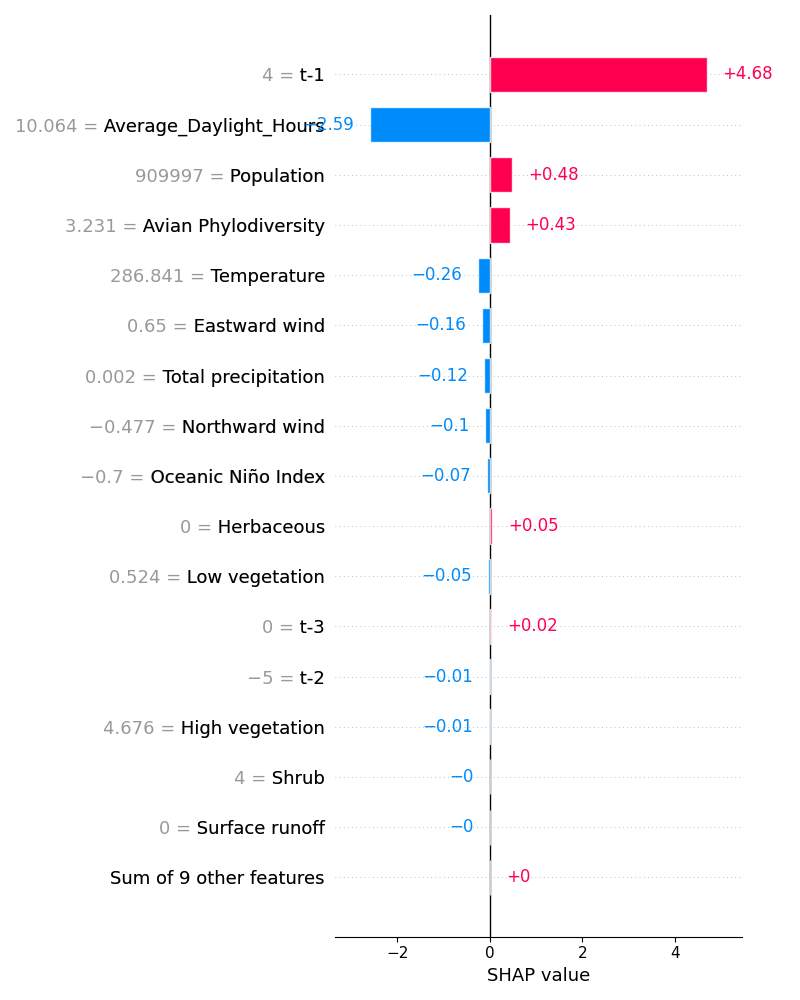 4 = t-1
+4.68
10.064 = Average_Daylight_Hours
−2.59
909997 = Population
+0.48
3.231 = Avian Phylodiversity
+0.43
286.841 = Temperature
−0.26
0.65 = Eastward wind
−0.16
0.002 = Total precipitation
−0.12
−0.477 = Northward wind
−0.1
−0.7 = Oceanic Niño Index
−0.07
0 = Herbaceous
+0.05
0.524 = Low vegetation
−0.05
0 = t-3
+0.02
−5 = t-2
−0.01
4.676 = High vegetation
−0.01
4 = Shrub
−0
0 = Surface runoff
−0
Sum of 9 other features
+0
−2 0 2 4
SHAP value